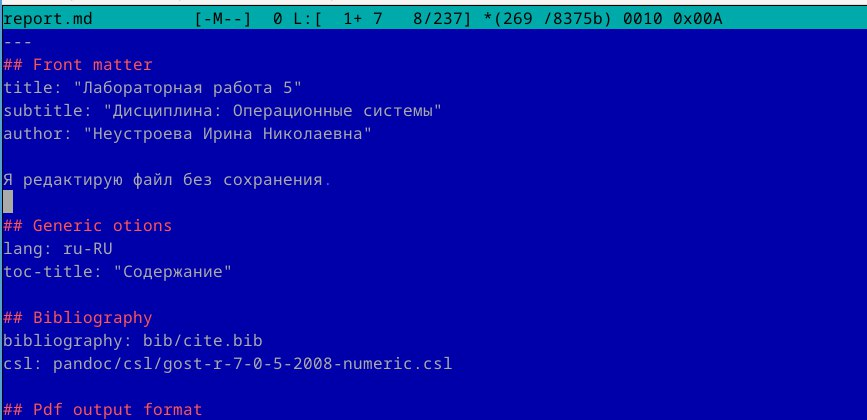 report.md [-M--] 0 L:[ 1+ 7 8/237] *(269 /8375b) 0010 0x00A
---
## Front matter
title: "Лабораторная работа 5"
subtitle: "Дисциплина: Операционные системы"
author: "Неустроева Ирина Николаевна"
Я редактирую файл без сохранения.
## Generic otions
lang: ru-RU
toc-title: "Содержание"
## Bibliography
bibliography: bib/cite.bib
csl: pandoc/csl/gost-r-7-0-5-2008-numeric.csl
## Pdf output format